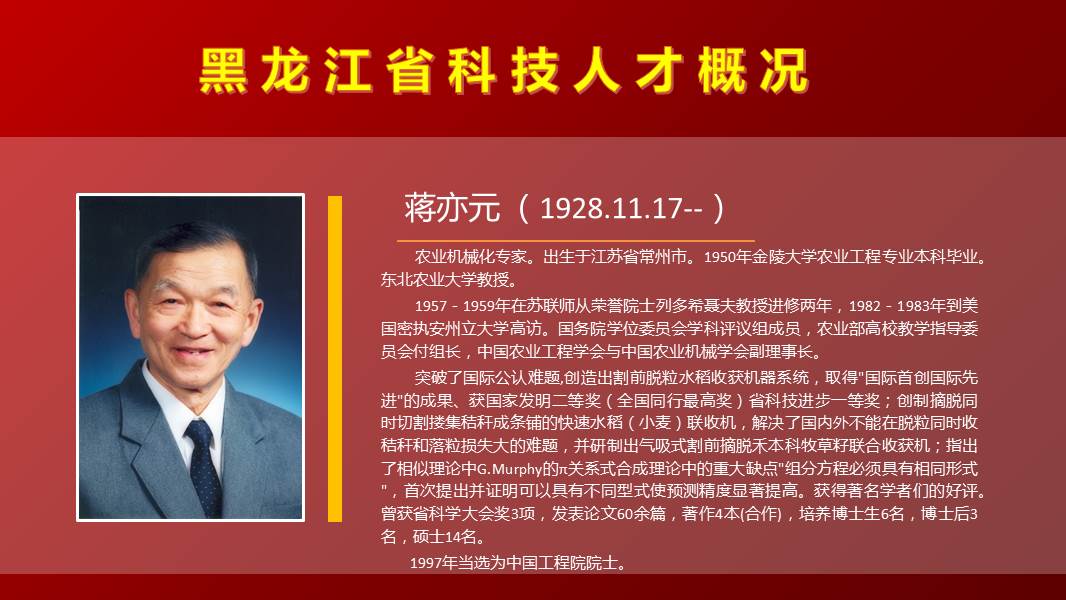 黑龙江省科技人才概况
蒋亦元（1928.11.17--）
农业机械化专家。出生于江苏省常州市。1950年金陵大学农业工程专业本科毕业。
东北农业大学教授。
1957－1959年在苏联师从荣誉院士列多希聂夫教授进修两年，1982－1983年到美
国密执安州立大学高访。国务院学位委员会学科评议组成员，农业部高校教学指导委
员会付组长，中国农业工程学会与中国农业机械学会副理事长。
突破了国际公认难题,创造出割前脱粒水稻收获机器系统，取得"国际首创国际先
进"的成果、获国家发明二等奖（全国同行最高奖）省科技进步一等奖；创制摘脱同
时切割搂集秸秆成条铺的快速水稻（小麦）联收机，解决了国内外不能在脱粒同时收
秸秆和落粒损失大的难题，并研制出气吸式割前摘脱禾本科牧草籽联合收获机；指出
了相似理论中G.Murphy的π关系式合成理论中的重大缺点"组分方程必须具有相同形式
"，首次提出并证明可以具有不同型式使预测精度显著提高。获得著名学者们的好评。
曾获省科学大会奖3项，发表论文60余篇，著作4本(合作)，培养博士生6名，博士后3
名，硕士14名。
1997年当选为中国工程院院士。